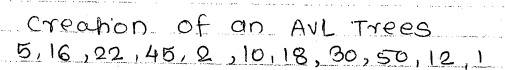 Creation of an AVL Trees
5, 16, 22, 45, 2, 10, 18, 30, 50, 12, 1